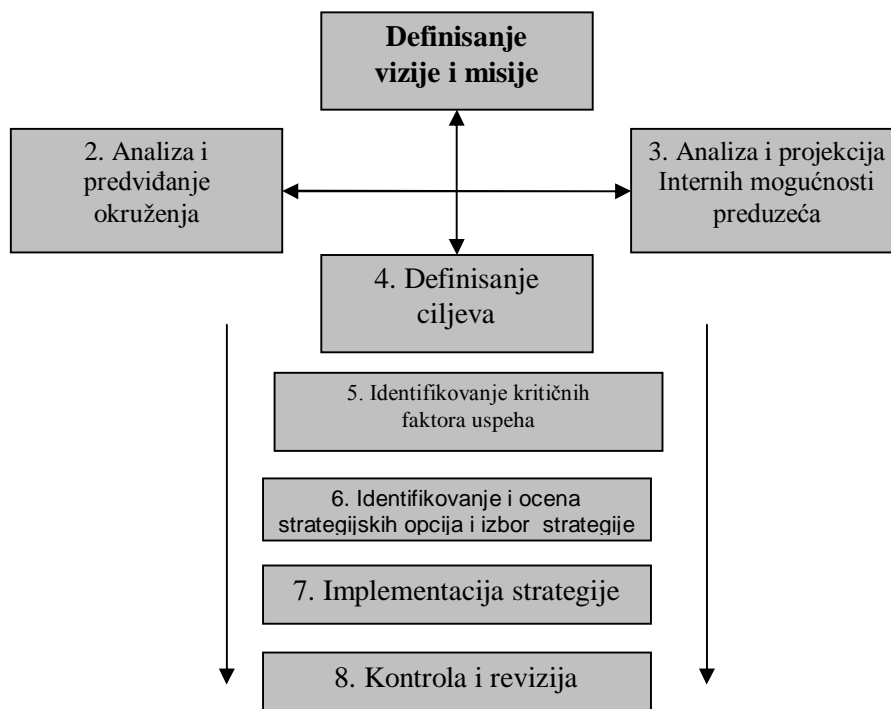 Definisanje
vizije i misije
2. Analiza i
predviđanje
okruženja
3. Analiza i projekcija
Internih mogućnosti
preduzeća
4. Definisanje
ciljeva
5. Identifikovanje kritičnih
faktora uspeha
6. Identifikovanje i ocena
strategijskih opcija i izbor strategije
7. Implementacija strategije
8. Kontrola i revizija